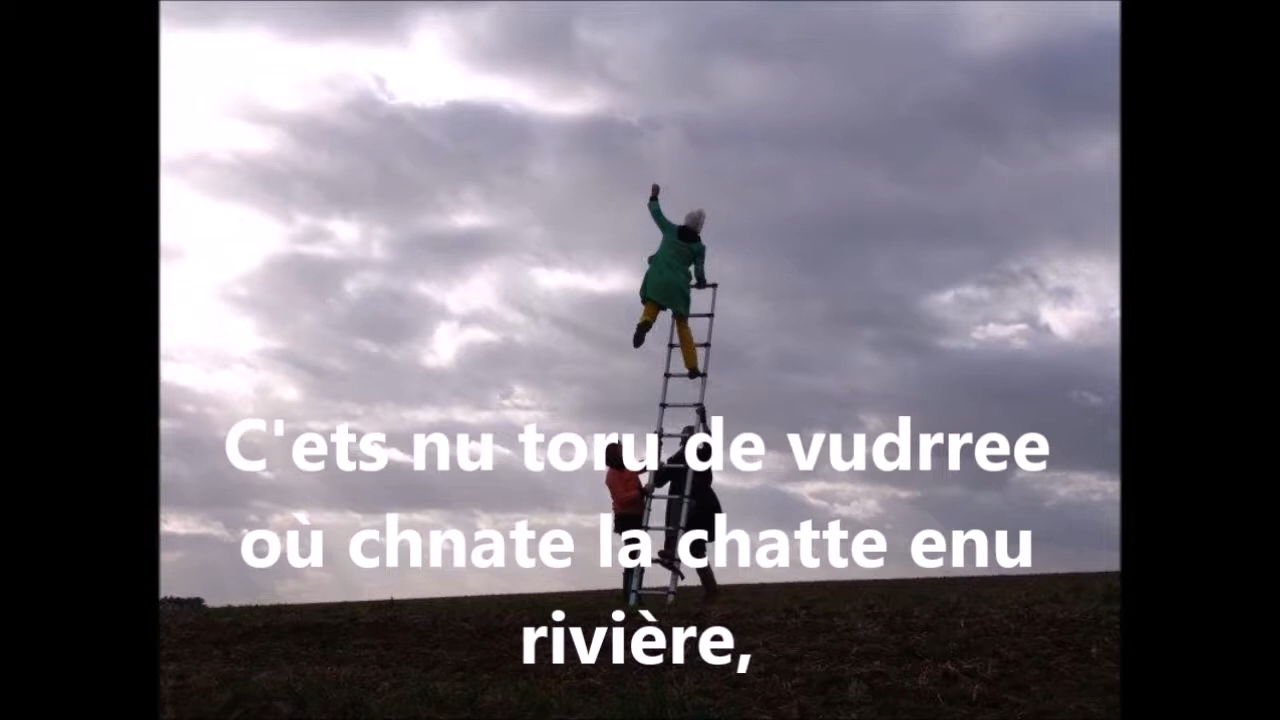 C'ets nu toru de vudrree
où chnate la chatte enu
rivière,